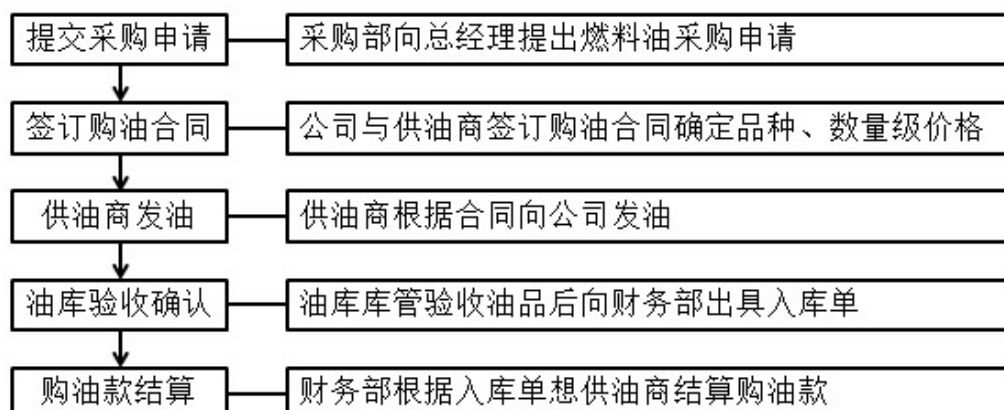 提交采购申请
采购部向总经理提出燃料油采购申请
签订购油合同
公司与供油商签订购油合同确定品种、数量级价格
供油商发油
供油商根据合同向公司发油
油库验收确认
油库库管验收油品后向财务部出具入库单
购油款结算
财务部根据入库单想供油商结算购油款